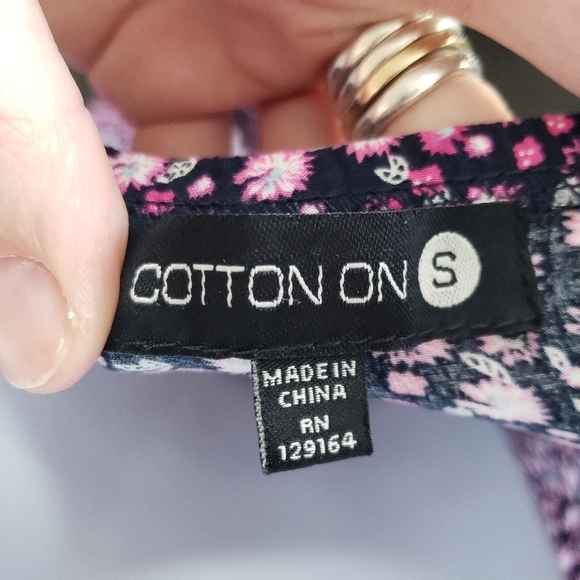 COTTON ON S
MADE IN
CHINA
RN
129164